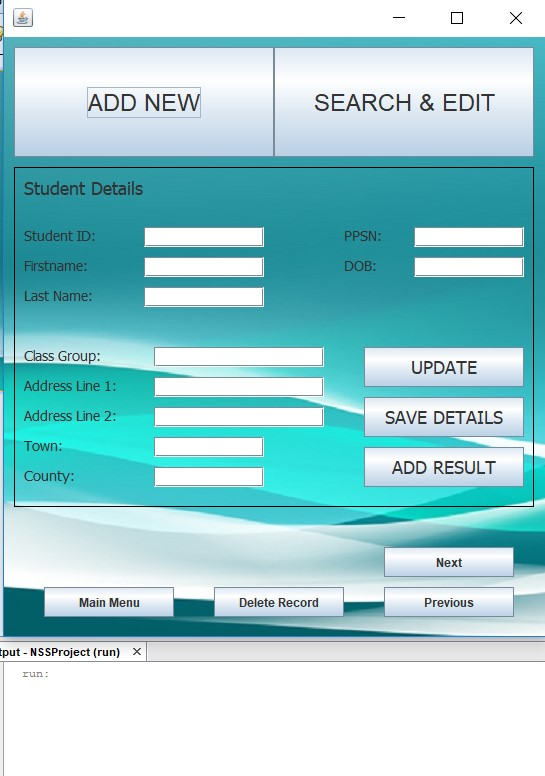 ADD NEW SEARCH & EDIT
Student Details
Student ID: PPSN:
Firstname: DOB:
Last Name:
Class Group: UPDATE
Address Line 1:
Address Line 2: SAVE DETAILS
Town:
County: ADD RESULT
Next
Main Menu Delete Record Previous
tput - NSSProject (run) ×
run: